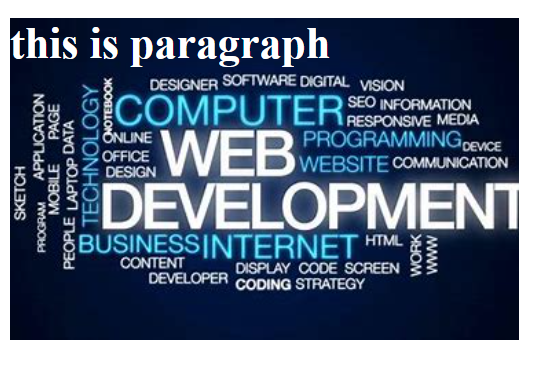 this is paragraph
DESIGNER SOFTWARE DIGITAL VISION
COMPUTER SEO INFORMATION
RESPONSIVE MEDIA
NOTEBOOK
ONLINE WEB PROGRAMMING DEVICE
OFFICE WEBSITE COMMUNICATION
DESIGN
DEVELOPMENT
SKETCH
APPLICATION
PROGRAM
MOBILE PAGE
LAPTOP DATA
PEOPLE
TECHNOLOGY
BUSINESS INTERNET HTML
WORK
WWW
CONTENT DISPLAY CODE SCREEN
DEVELOPER CODING STRATEGY